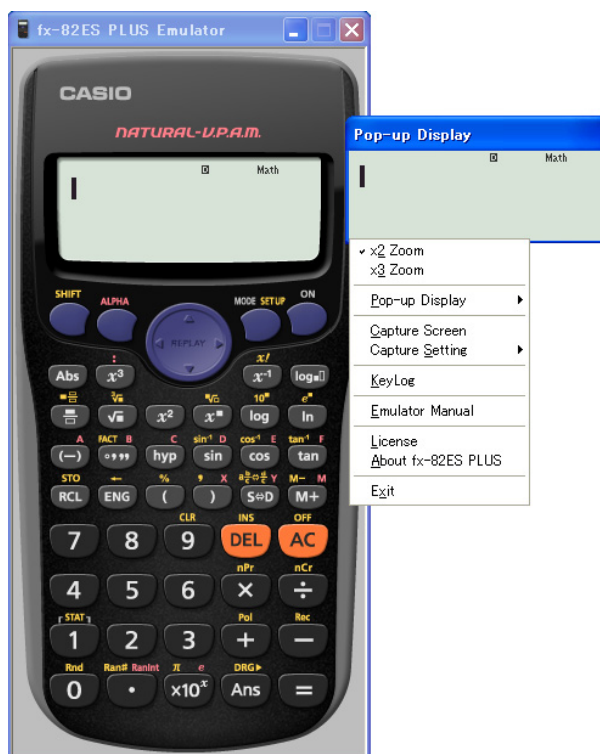 fx-82ES PLUS Emulator
CASIO
NATURAL-V.P.A.M.
D Math
Pop-up Display
D Math
✓ x2 Zoom
x3 Zoom
Pop-up Display
Capture Screen
Capture Setting
KeyLog
Emulator Manual
License
About fx-82ES PLUS
Exit
SHIFT ALPHA MODE SETUP ON
REPLAY
: x!
Abs x³ x⁻¹ log
³√ 10 e
√ x² x log ln
A FACT B C sin⁻¹ D cos⁻¹ E tan⁻¹ F
(−) hyp sin cos tan
STO ← % , X Y M− M
RCL ENG ( ) S⇔D M+
CLR INS OFF
7 8 9 DEL AC
nPr nCr
4 5 6 × ÷
STAT Pol Rec
1 2 3 + −
Rnd Ran# RanInt π e DRG▶
0 • ×10ˣ Ans =